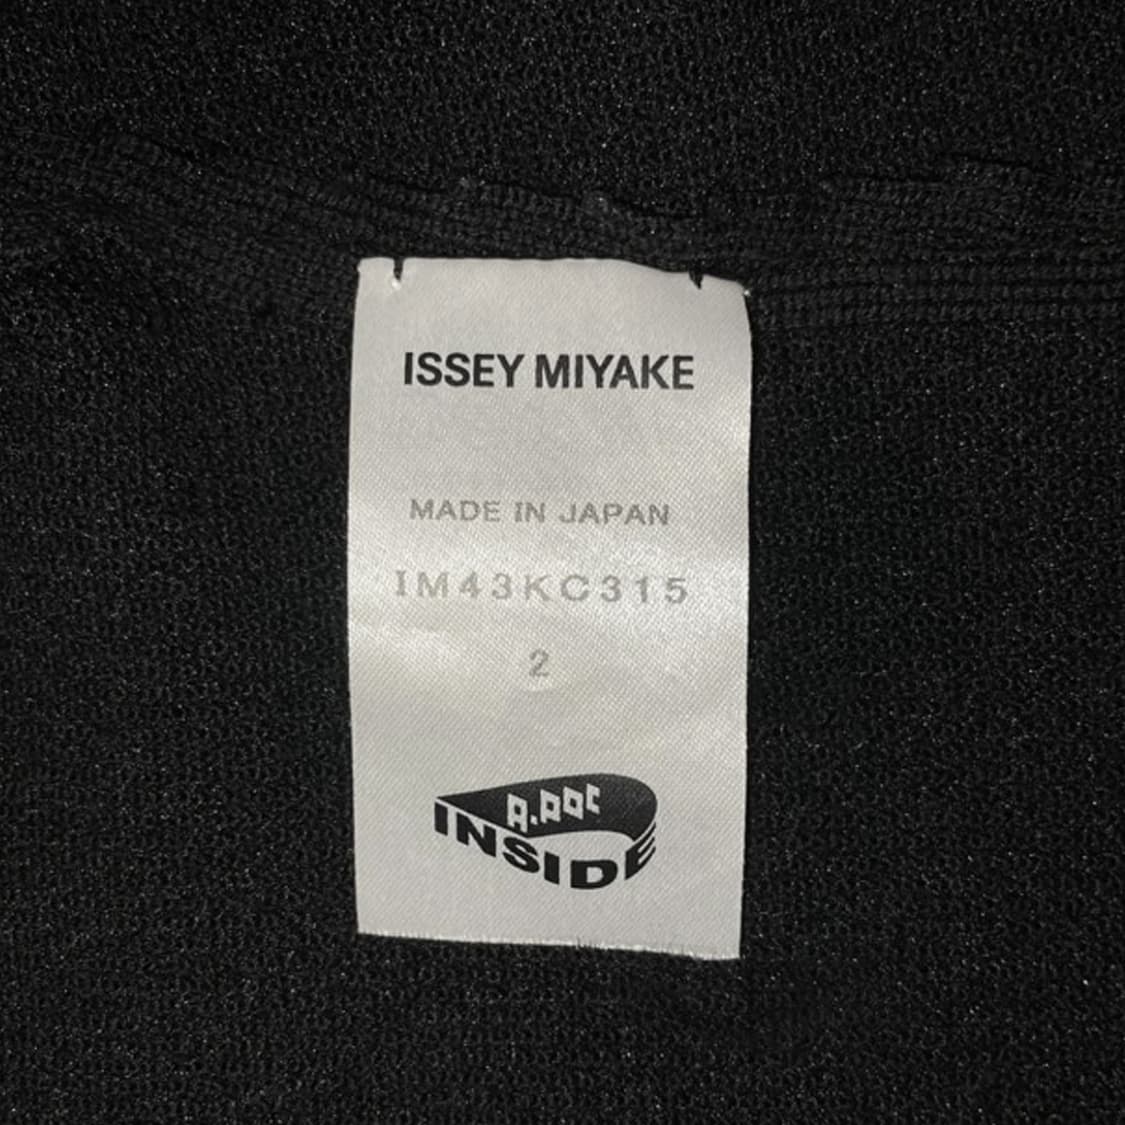 ISSEY MIYAKE
MADE IN JAPAN
IM43KC315
2
A.POC
INSIDE